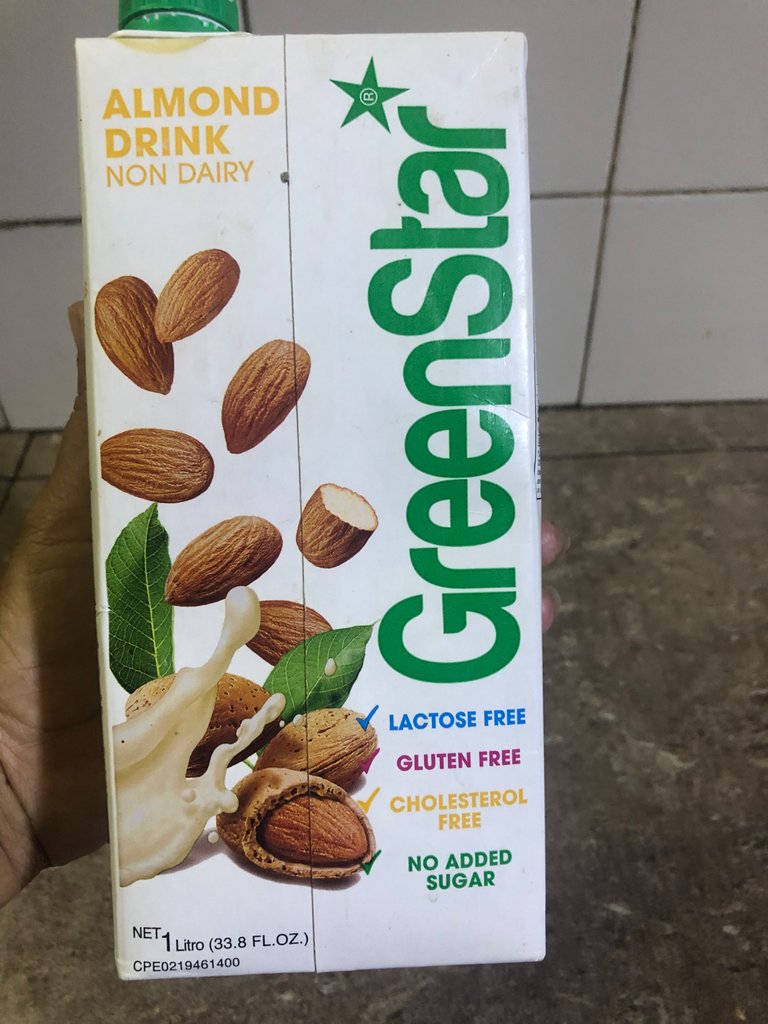 ALMOND
DRINK
NON DAIRY
GreenStar
®
LACTOSE FREE
GLUTEN FREE
CHOLESTEROL
FREE
NO ADDED
SUGAR
NET 1 Litro (33.8 FL.OZ.)
CPE0219461400